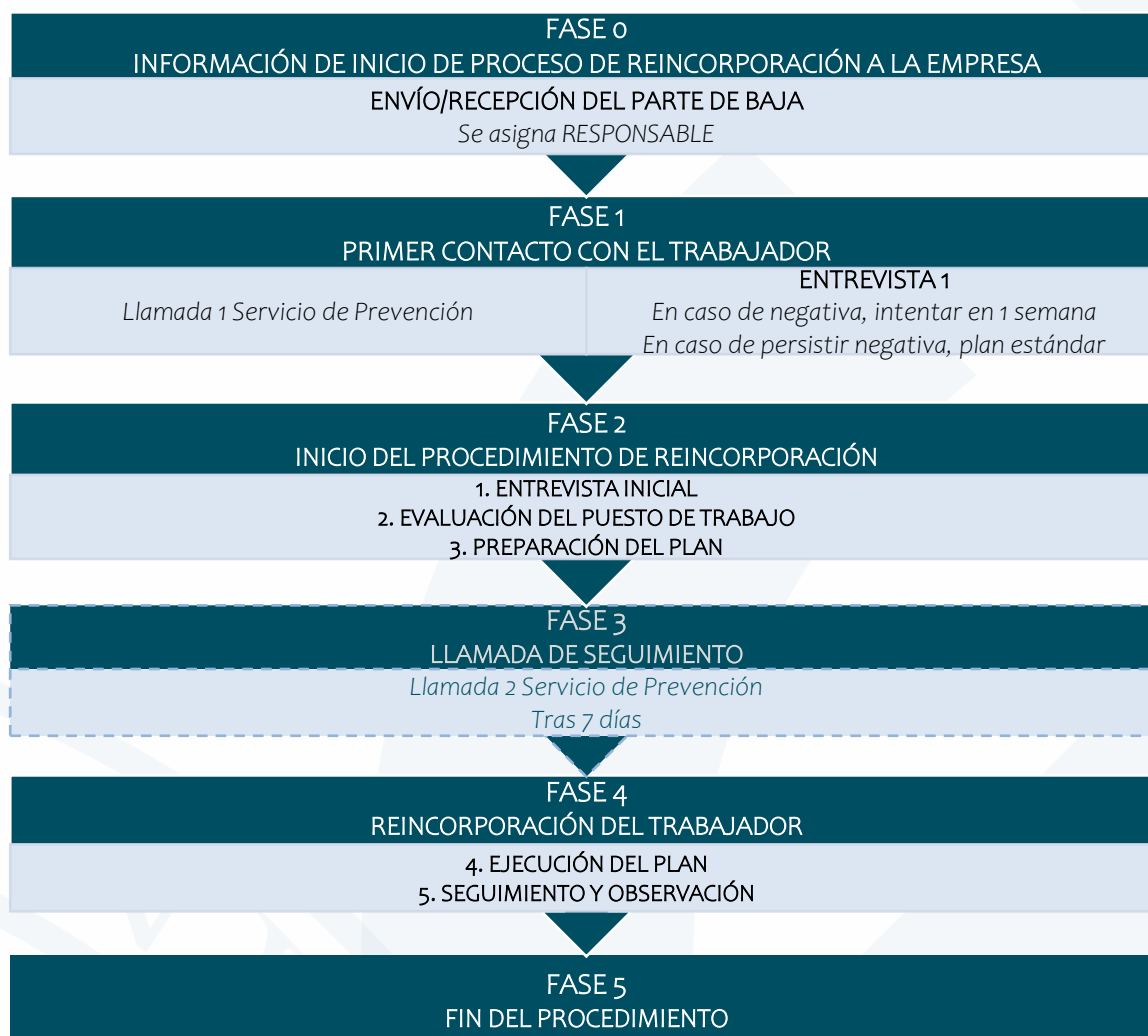 FASE 0
INFORMACIÓN DE INICIO DE PROCESO DE REINCORPORACIÓN A LA EMPRESA
ENVÍO/RECEPCIÓN DEL PARTE DE BAJA
Se asigna RESPONSABLE
FASE 1
PRIMER CONTACTO CON EL TRABAJADOR
Llamada 1 Servicio de Prevención
ENTREVISTA 1
En caso de negativa, intentar en 1 semana
En caso de persistir negativa, plan estándar
FASE 2
INICIO DEL PROCEDIMIENTO DE REINCORPORACIÓN
1. ENTREVISTA INICIAL
2. EVALUACIÓN DEL PUESTO DE TRABAJO
3. PREPARACIÓN DEL PLAN
FASE 3
LLAMADA DE SEGUIMIENTO
Llamada 2 Servicio de Prevención
Tras 7 días
FASE 4
REINCORPORACIÓN DEL TRABAJADOR
4. EJECUCIÓN DEL PLAN
5. SEGUIMIENTO Y OBSERVACIÓN
FASE 5
FIN DEL PROCEDIMIENTO